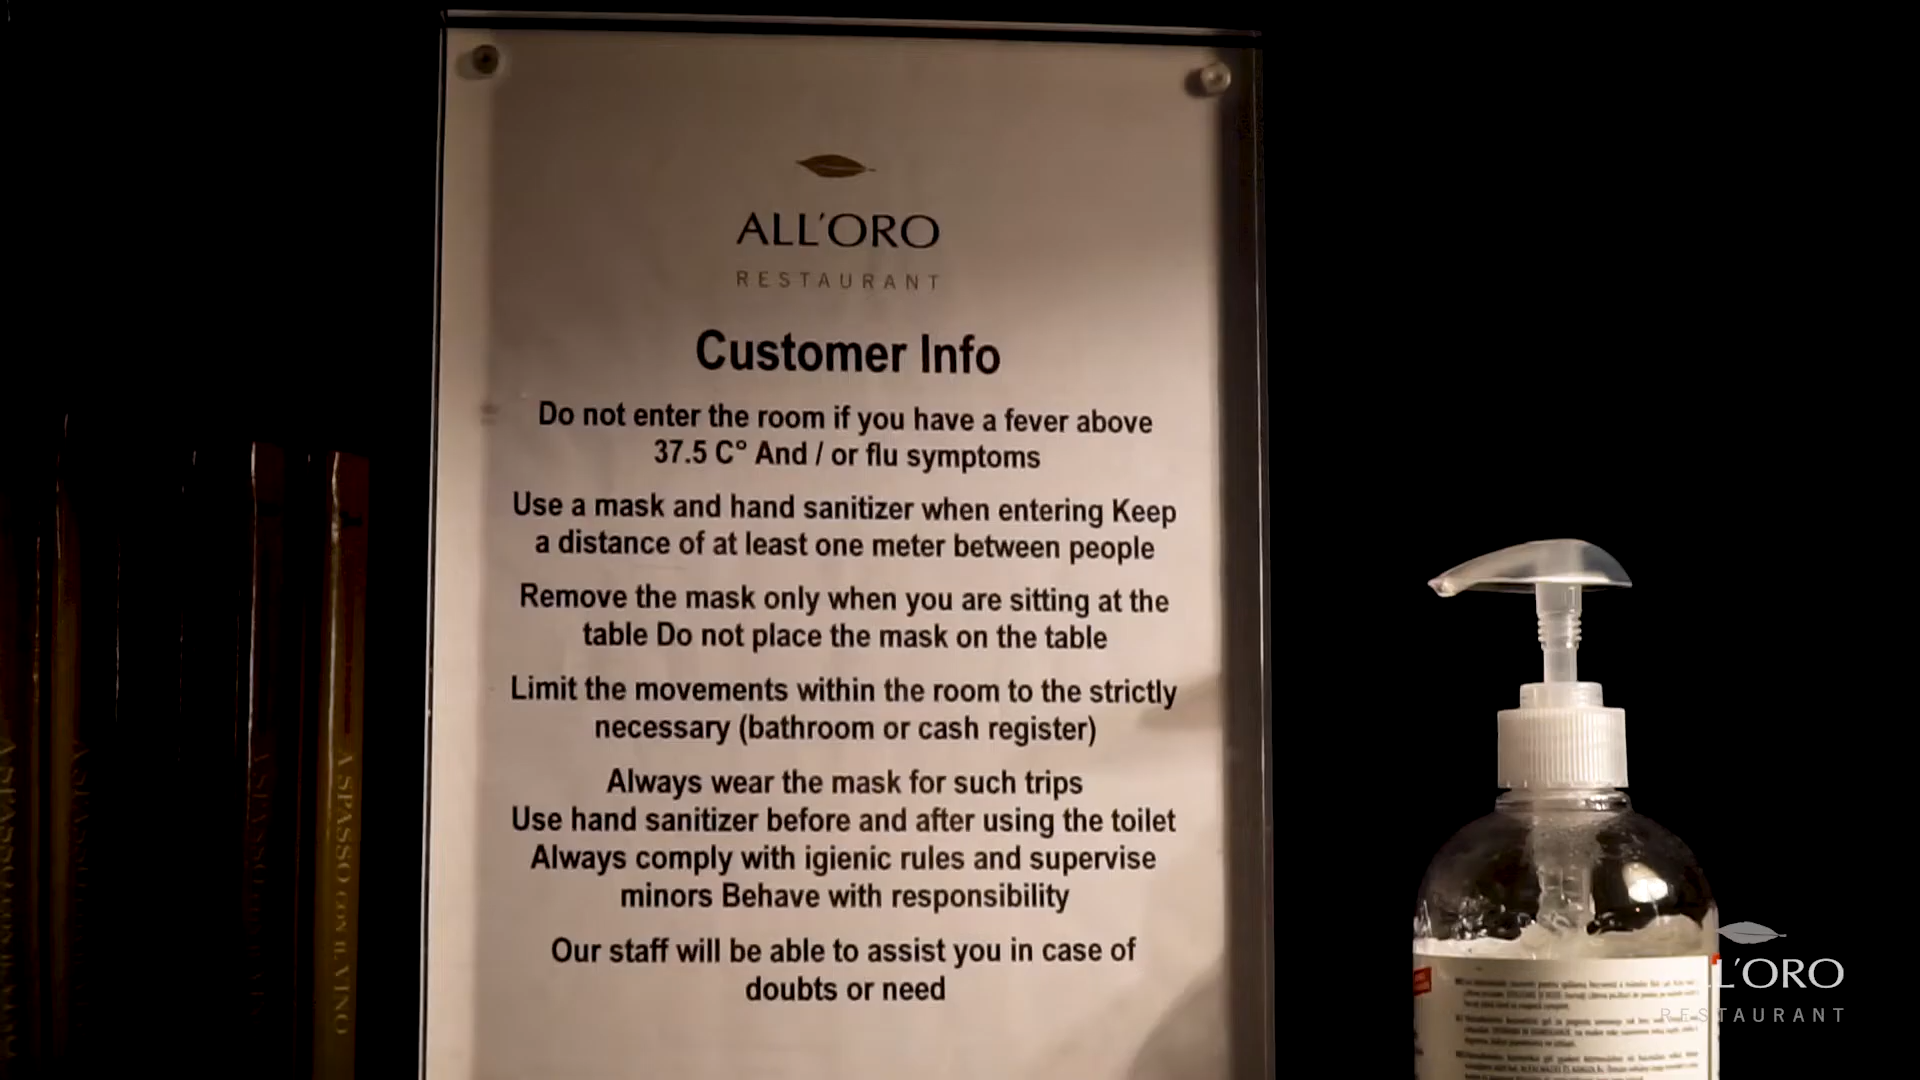 ALL'ORO
RESTAURANT
Customer Info
Do not enter the room if you have a fever above
37.5 C° And / or flu symptoms
Use a mask and hand sanitizer when entering Keep
a distance of at least one meter between people
Remove the mask only when you are sitting at the
table Do not place the mask on the table
Limit the movements within the room to the strictly
necessary (bathroom or cash register)
Always wear the mask for such trips
Use hand sanitizer before and after using the toilet
Always comply with igienic rules and supervise
minors Behave with responsibility
Our staff will be able to assist you in case of
doubts or need
A SPASSO CON IL VINO
L'ORO
RESTAURANT